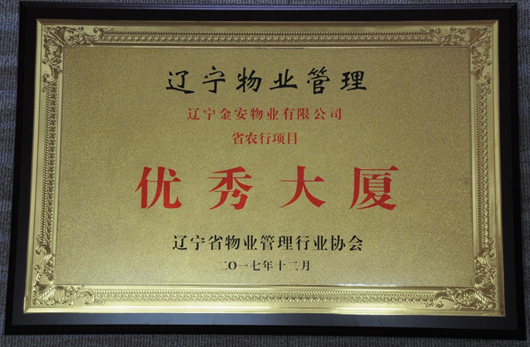 辽宁物业管理
辽宁金安物业有限公司
省农行项目
优秀大厦
辽宁省物业管理行业协会
二〇一七年十二月